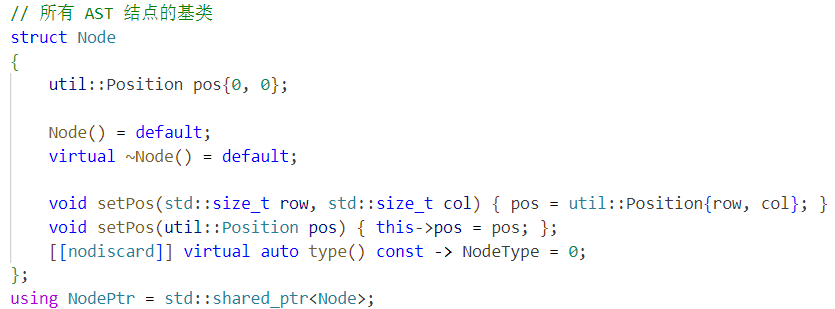 // 所有 AST 结点的基类
struct Node
{
    util::Position pos{0, 0};

    Node() = default;
    virtual ~Node() = default;

    void setPos(std::size_t row, std::size_t col) { pos = util::Position{row, col}; }
    void setPos(util::Position pos) { this->pos = pos; };
    [[nodiscard]] virtual auto type() const -> NodeType = 0;
};
using NodePtr = std::shared_ptr<Node>;